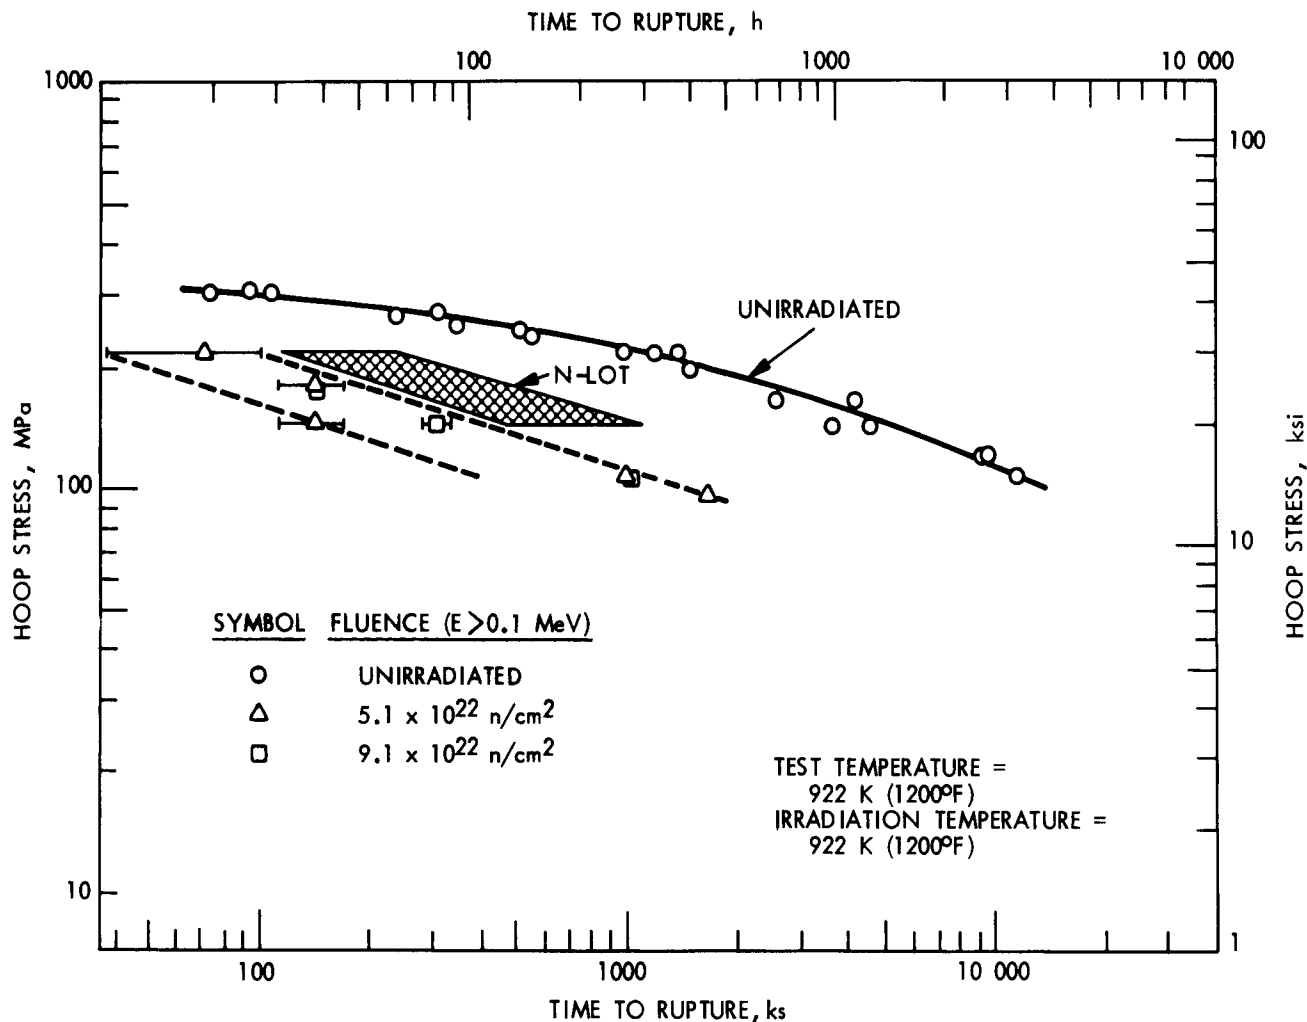 TIME TO RUPTURE, h
100 1000 10 000
1000
100
UNIRRADIATED
N-LOT
HOOP STRESS, MPa
100
10
HOOP STRESS, ksi
SYMBOL FLUENCE (E>0.1 MeV)
UNIRRADIATED
5.1 x 10²² n/cm²
9.1 x 10²² n/cm²
TEST TEMPERATURE =
922 K (1200°F)
IRRADIATION TEMPERATURE =
922 K (1200°F)
10
1
100 1000 10 000
TIME TO RUPTURE, ks